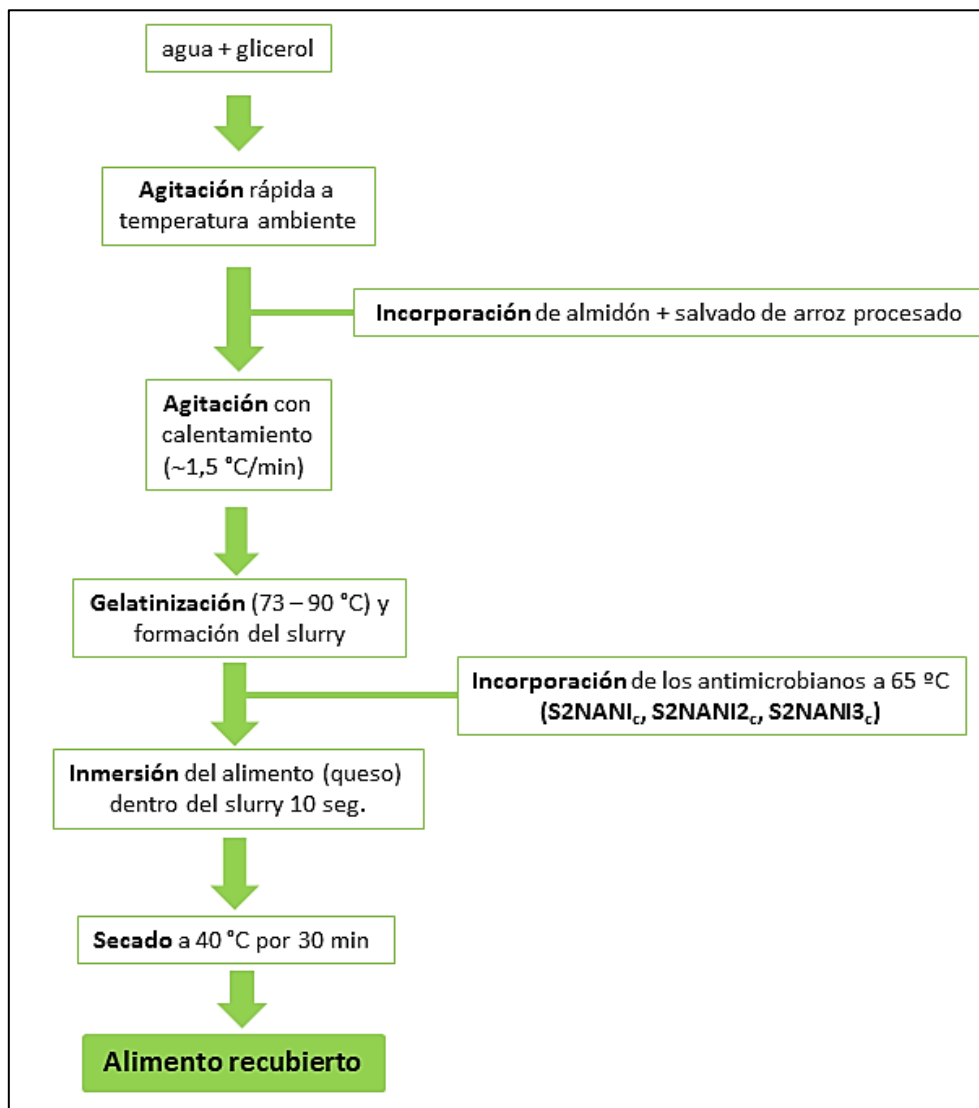 agua + glicerol
Agitación rápida a
temperatura ambiente
Incorporación de almidón + salvado de arroz procesado
Agitación con
calentamiento
(~1,5 °C/min)
Gelatinización (73 – 90 °C) y
formación del slurry
Incorporación de los antimicrobianos a 65 ºC
(S2NANIc, S2NANI2c, S2NANI3c)
Inmersión del alimento (queso)
dentro del slurry 10 seg.
Secado a 40 °C por 30 min
Alimento recubierto